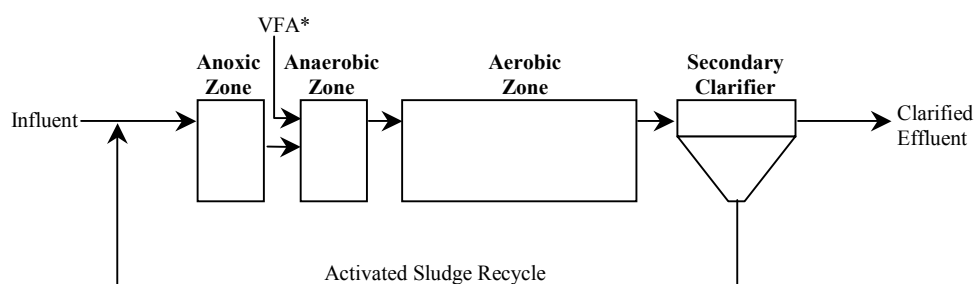 VFA*
Anoxic
Zone
Anaerobic
Zone
Aerobic
Zone
Secondary
Clarifier
Influent
Clarified
Effluent
Activated Sludge Recycle